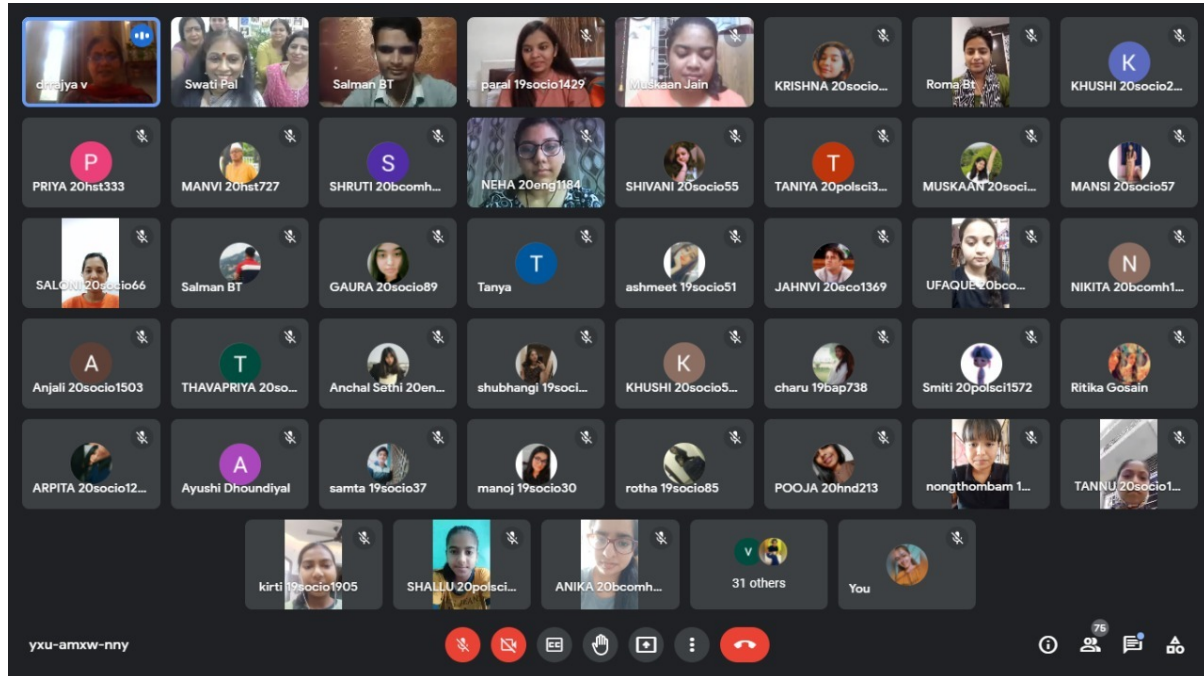 dr rajya v
Swati Pal
Salman BT
paral 19socio1429
Muskaan Jain
KRISHNA 20socio...
Roma Bt
K
KHUSHI 20socio2...
P
PRIYA 20hst333
MANVI 20hst727
S
SHRUTI 20bcomh...
NEHA 20eng1184
SHIVANI 20socio55
T
TANIYA 20polsci3...
MUSKAAN 20soci...
MANSI 20socio57
SALONI 20socio66
Salman BT
GAURA 20socio89
T
Tanya
ashmeet 19socio51
JAHNVI 20eco1369
UFAQUE 20bco...
N
NIKITA 20bcomh1...
A
Anjali 20socio1503
T
THAVAPRIYA 20so...
Anchal Sethi 20en...
shubhangi 19soci...
K
KHUSHI 20socio5...
charu 19bap738
Smiti 20polsci1572
Ritika Gosain
ARPITA 20socio12...
A
Ayushi Dhoundiyal
samta 19socio37
manoj 19socio30
rotha 19socio85
POOJA 20hnd213
nongthombam 1...
TANNU 20socio1...
kirti 19socio1905
SHALLU 20polsci...
ANIKA 20bcomh...
V
31 others
You
yxu-amxw-nny
CC
75